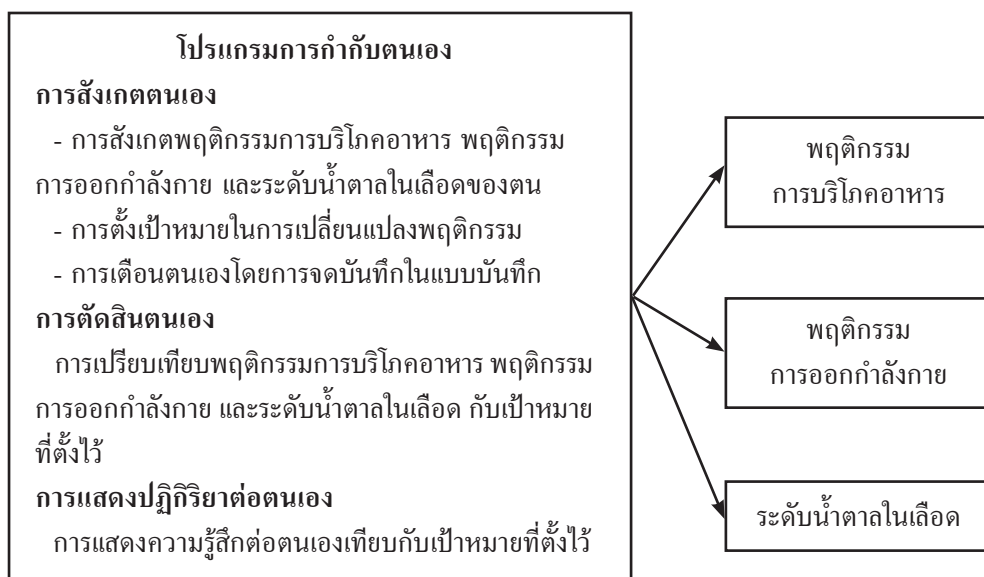 โปรแกรมการกำกับตนเอง
การสังเกตตนเอง
- การสังเกตพฤติกรรมการบริโภคอาหาร พฤติกรรม
การออกกำลังกาย และระดับน้ำตาลในเลือดของตน
- การตั้งเป้าหมายในการเปลี่ยนแปลงพฤติกรรม
- การเตือนตนเองโดยการจดบันทึกในแบบบันทึก
การตัดสินตนเอง
การเปรียบเทียบพฤติกรรมการบริโภคอาหาร พฤติกรรม
การออกกำลังกาย และระดับน้ำตาลในเลือด กับเป้าหมาย
ที่ตั้งไว้
การแสดงปฏิกิริยาต่อตนเอง
การแสดงความรู้สึกต่อตนเองเทียบกับเป้าหมายที่ตั้งไว้
พฤติกรรม
การบริโภคอาหาร
พฤติกรรม
การออกกำลังกาย
ระดับน้ำตาลในเลือด